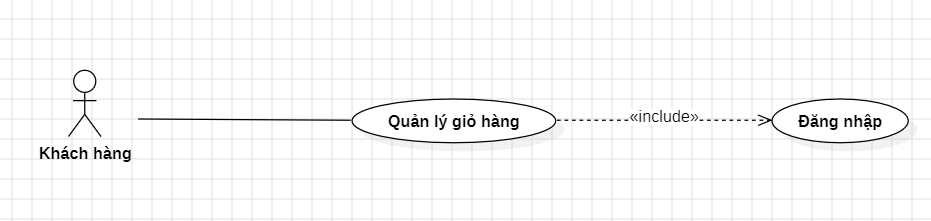 Khách hàng
Quản lý giỏ hàng
«include»
Đăng nhập